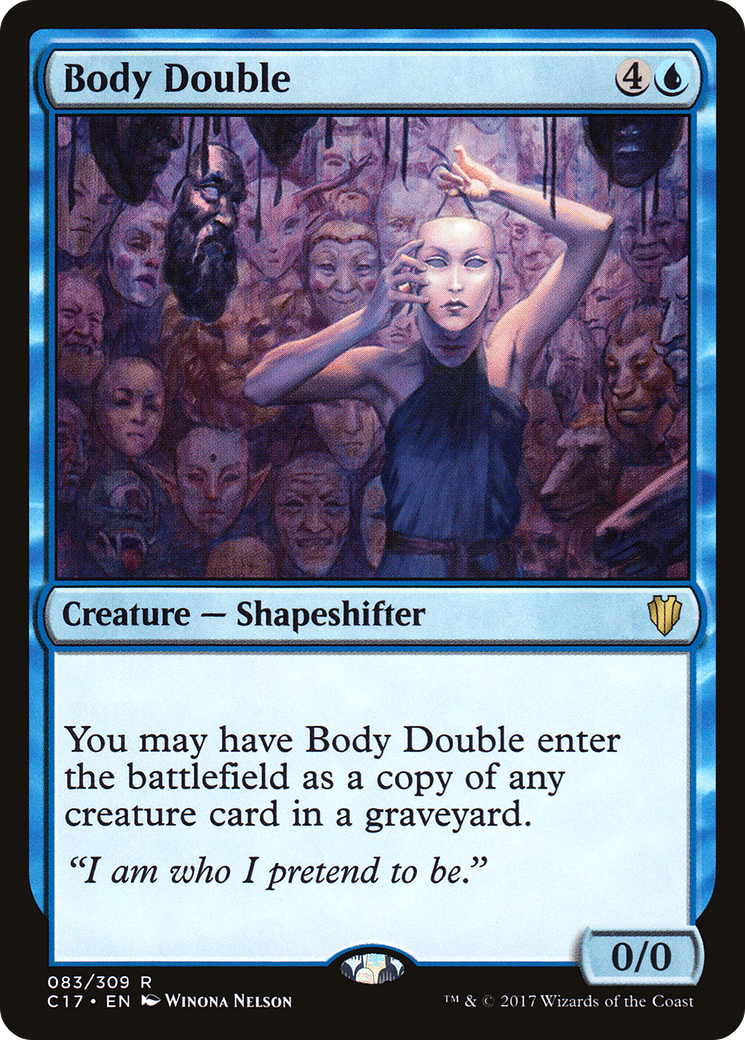 Body Double 4
Creature — Shapeshifter
You may have Body Double enter
the battlefield as a copy of any
creature card in a graveyard.
“I am who I pretend to be.”
0/0
083/309 R
C17 • EN Winona Nelson
™ & © 2017 Wizards of the Coast